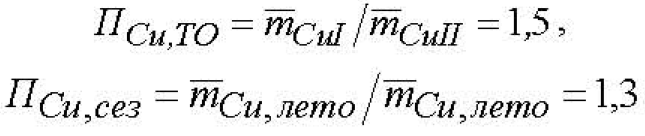 П_{Cu,TO} = m̅_{CuI}/m̅_{CuII} = 1,5 ,
П_{Cu,сез} = m̅_{Cu,лето}/m̅_{Cu,лето} = 1,3